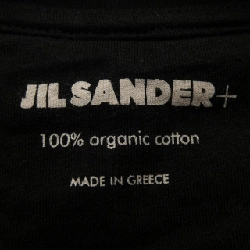 JIL SANDER+
100% organic cotton
MADE IN GREECE